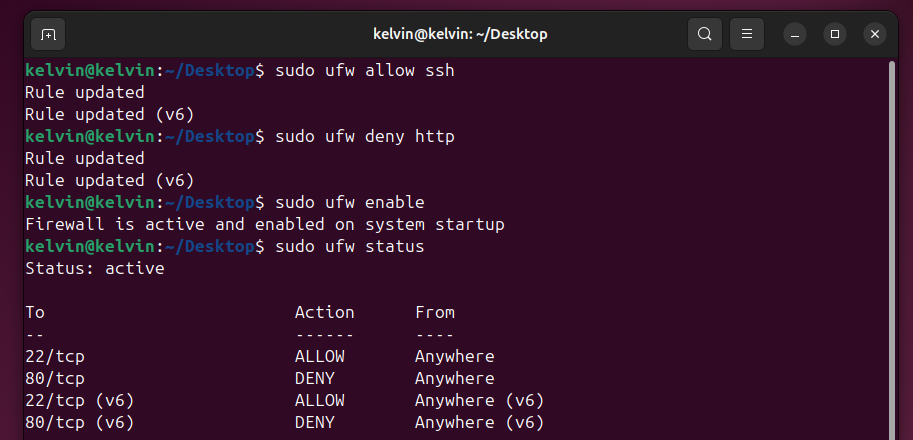 kelvin@kelvin: ~/Desktop
kelvin@kelvin:~/Desktop$ sudo ufw allow ssh
Rule updated
Rule updated (v6)
kelvin@kelvin:~/Desktop$ sudo ufw deny http
Rule updated
Rule updated (v6)
kelvin@kelvin:~/Desktop$ sudo ufw enable
Firewall is active and enabled on system startup
kelvin@kelvin:~/Desktop$ sudo ufw status
Status: active
To                         Action      From
--                         ------      ----
22/tcp                     ALLOW       Anywhere
80/tcp                     DENY        Anywhere
22/tcp (v6)                ALLOW       Anywhere (v6)
80/tcp (v6)                DENY        Anywhere (v6)